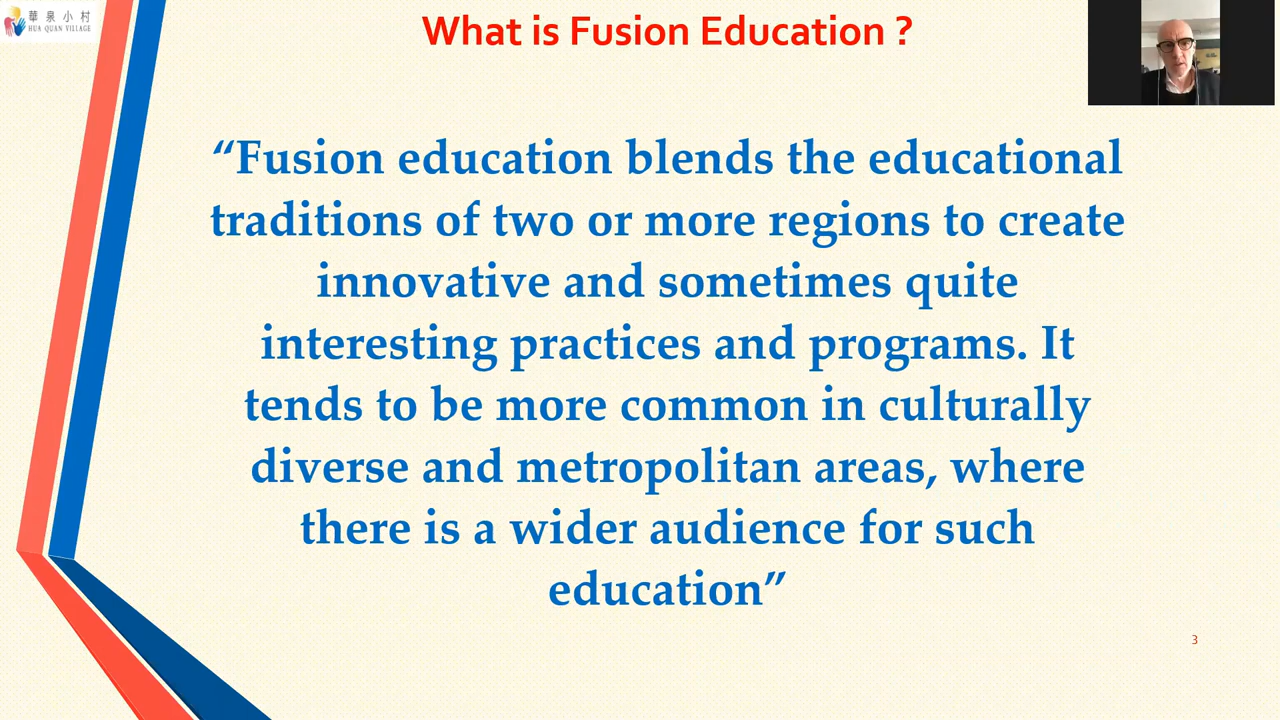 華泉小村
HUA QUAN VILLAGE
What is Fusion Education ?
“Fusion education blends the educational
traditions of two or more regions to create
innovative and sometimes quite
interesting practices and programs. It
tends to be more common in culturally
diverse and metropolitan areas, where
there is a wider audience for such
education”
3